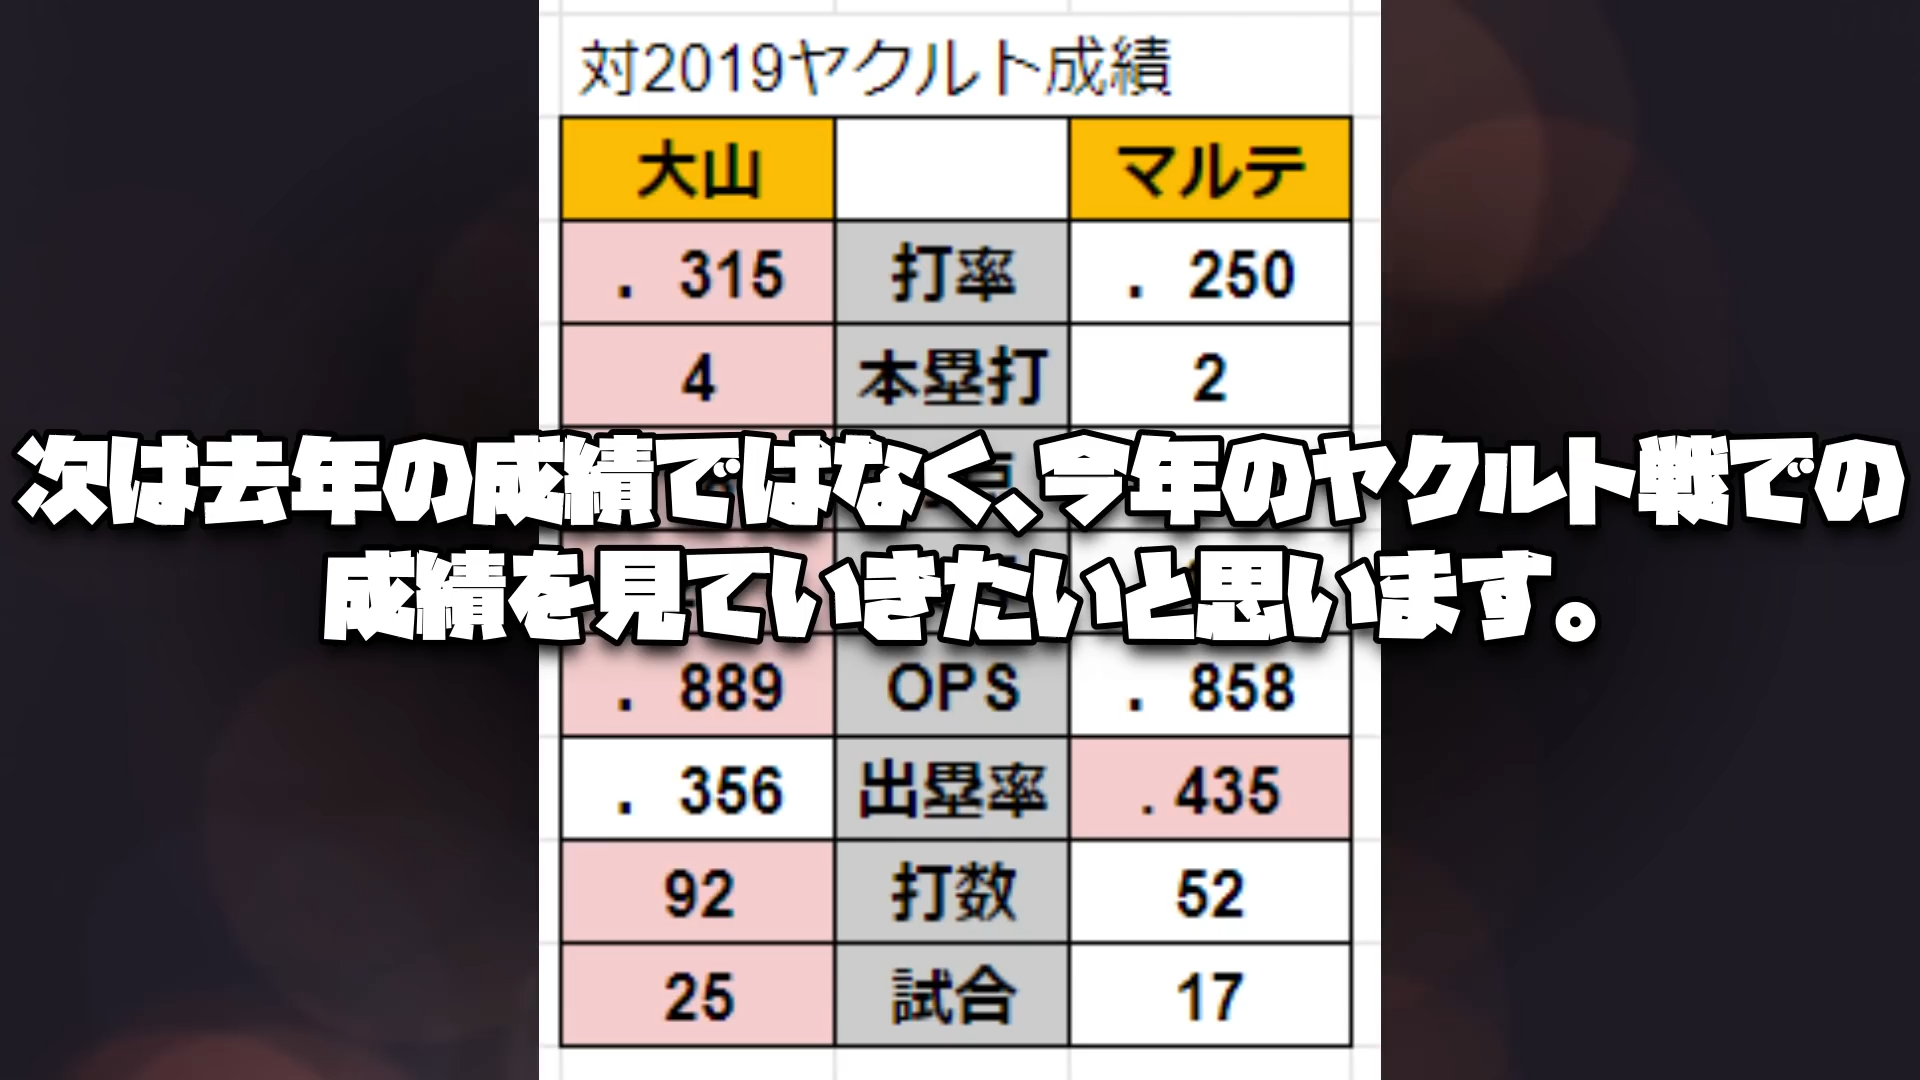 対2019ヤクルト成績
大山 マルテ
. 315 打率 . 250
4 本塁打 2
次は去年の成績ではなく、今年のヤクルト戦での
成績を見ていきたいと思います。
. 889 OPS . 858
. 356 出塁率 .435
92 打数 52
25 試合 17